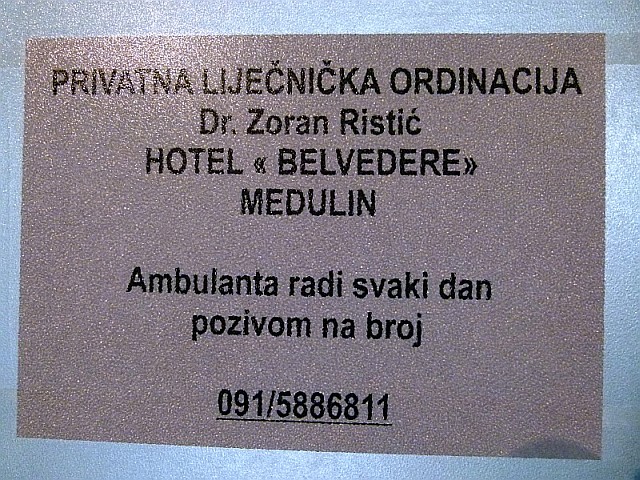 PRIVATNA LIJEČNIČKA ORDINACIJA
Dr. Zoran Ristić
HOTEL « BELVEDERE»
MEDULIN
Ambulanta radi svaki dan
pozivom na broj
091/5886811